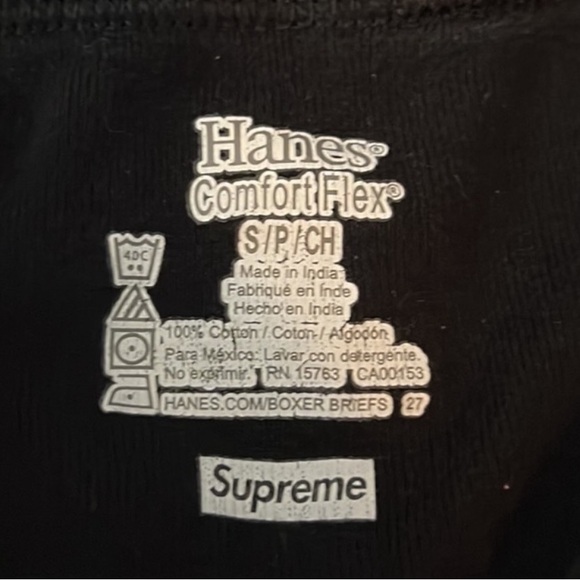 Hanes®
Comfort Flex®
S/P/CH
Made in India
Fabriqué en Inde
Hecho en India
40C
100% Cotton / Coton / Algodón
Para México: Lavar con detergente.
No exprimir. RN 15763 CA00153
HANES.COM/BOXER BRIEFS 27
Supreme